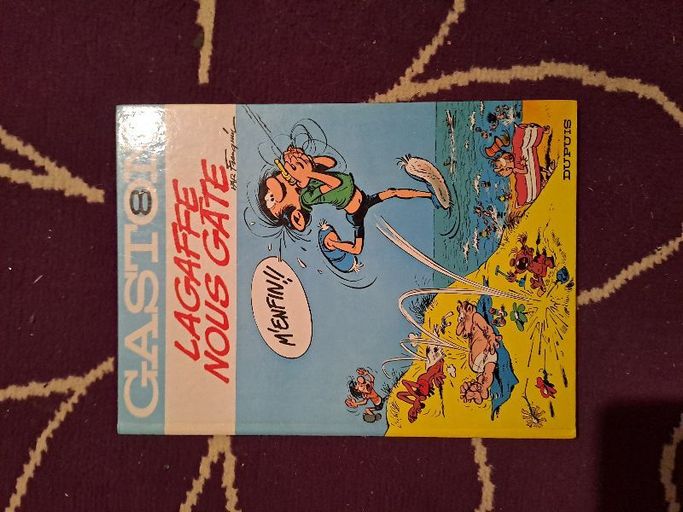 GASTON
8
LAGAFFE
NOUS GÂTE
M'ENFIN!!
DUPUIS